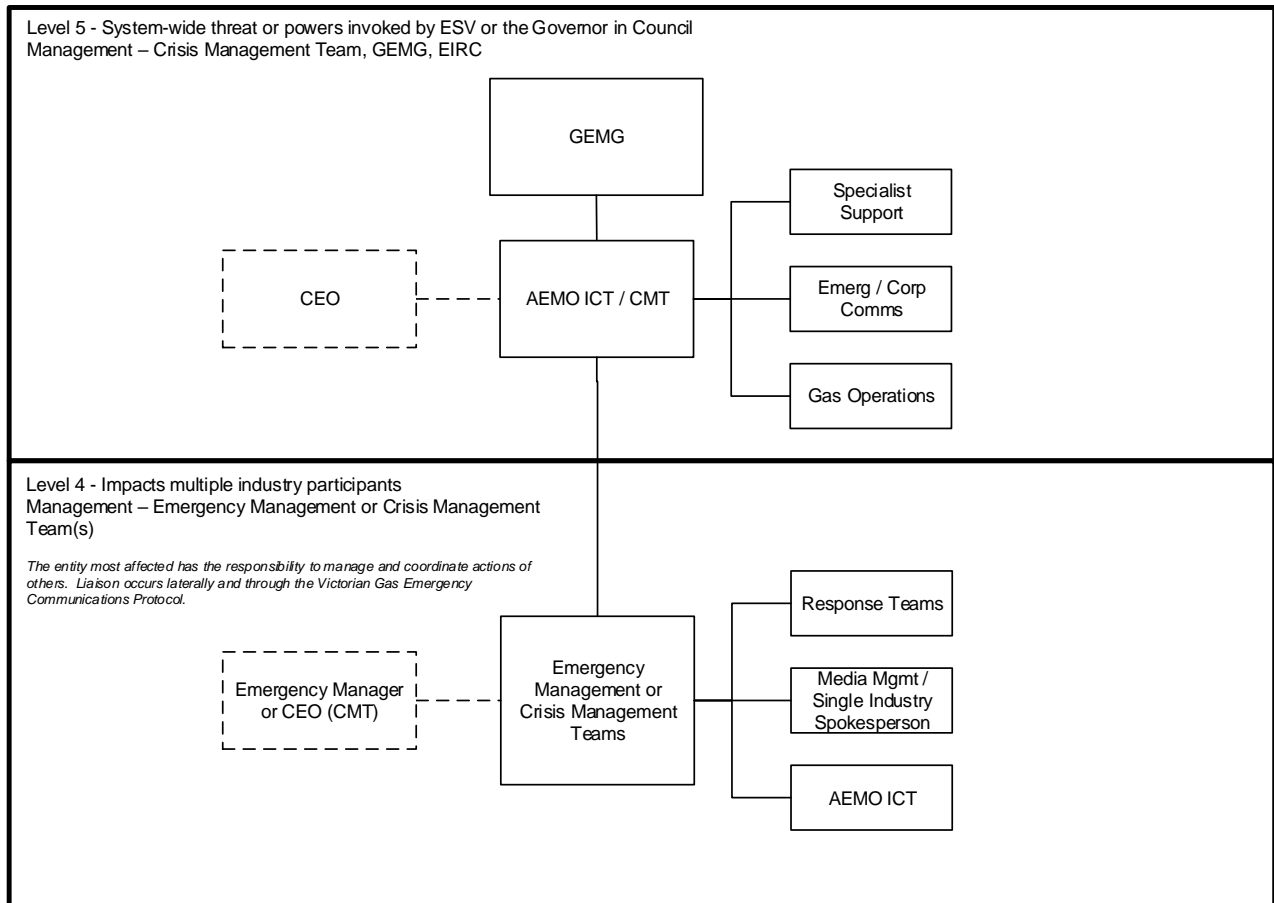 Level 5 - System-wide threat or powers invoked by ESV or the Governor in Council
Management – Crisis Management Team, GEMG, EIRC
GEMG
Specialist
Support
CEO
AEMO ICT / CMT
Emerg / Corp
Comms
Gas Operations
Level 4 - Impacts multiple industry participants
Management – Emergency Management or Crisis Management
Team(s)
The entity most affected has the responsibility to manage and coordinate actions of
others.  Liaison occurs laterally and through the Victorian Gas Emergency
Communications Protocol.
Response Teams
Emergency Manager
or CEO (CMT)
Emergency
Management or
Crisis Management
Teams
Media Mgmt /
Single Industry
Spokesperson
AEMO ICT